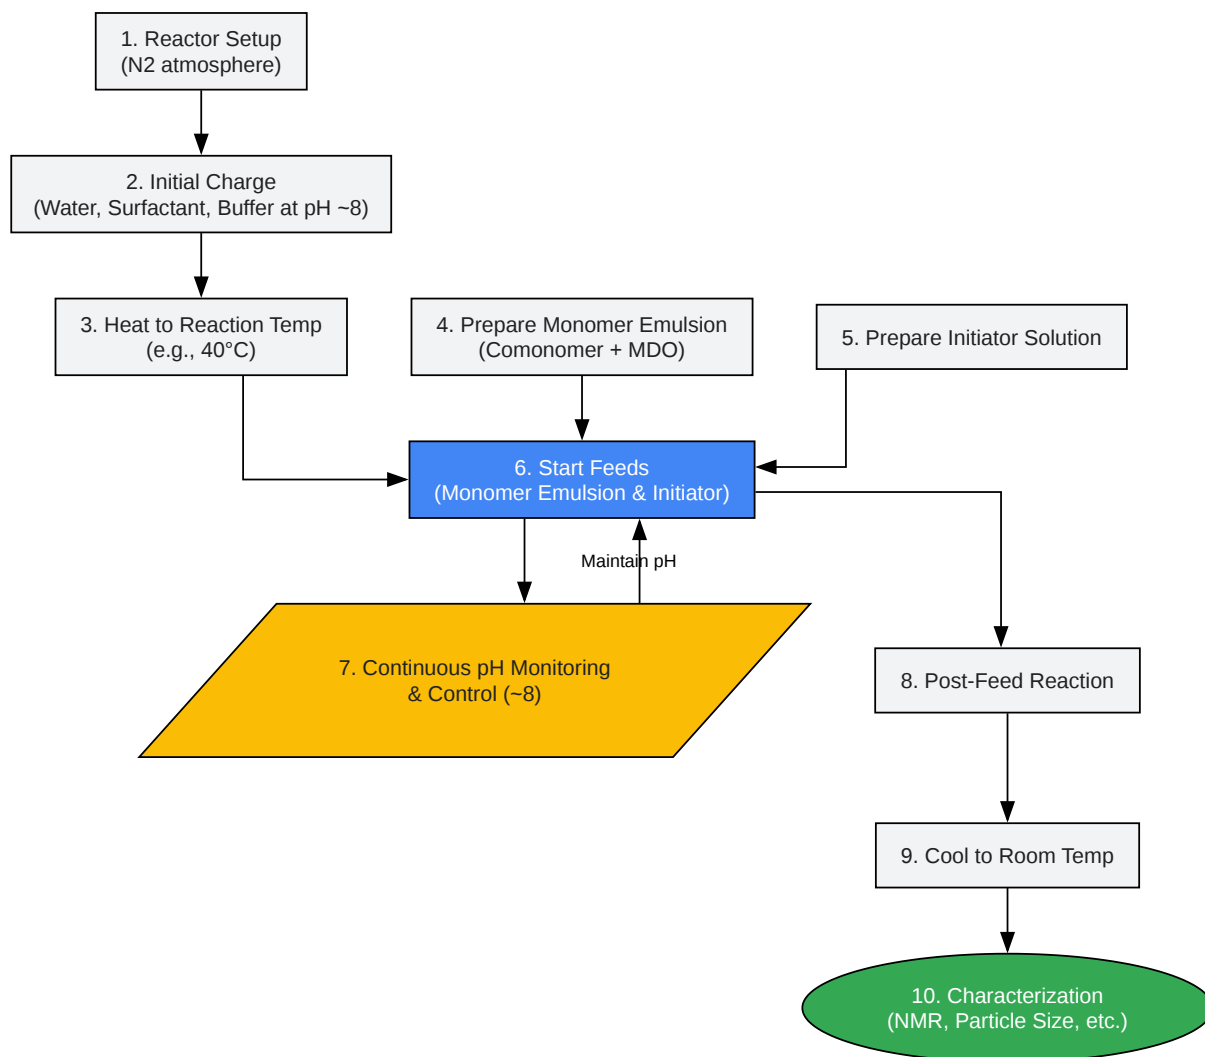 1. Reactor Setup
(N2 atmosphere)
2. Initial Charge
(Water, Surfactant, Buffer at pH ~8)
3. Heat to Reaction Temp
(e.g., 40°C)
4. Prepare Monomer Emulsion
(Comonomer + MDO)
5. Prepare Initiator Solution
6. Start Feeds
(Monomer Emulsion & Initiator)
Maintain pH
7. Continuous pH Monitoring
& Control (~8)
8. Post-Feed Reaction
9. Cool to Room Temp
10. Characterization
(NMR, Particle Size, etc.)